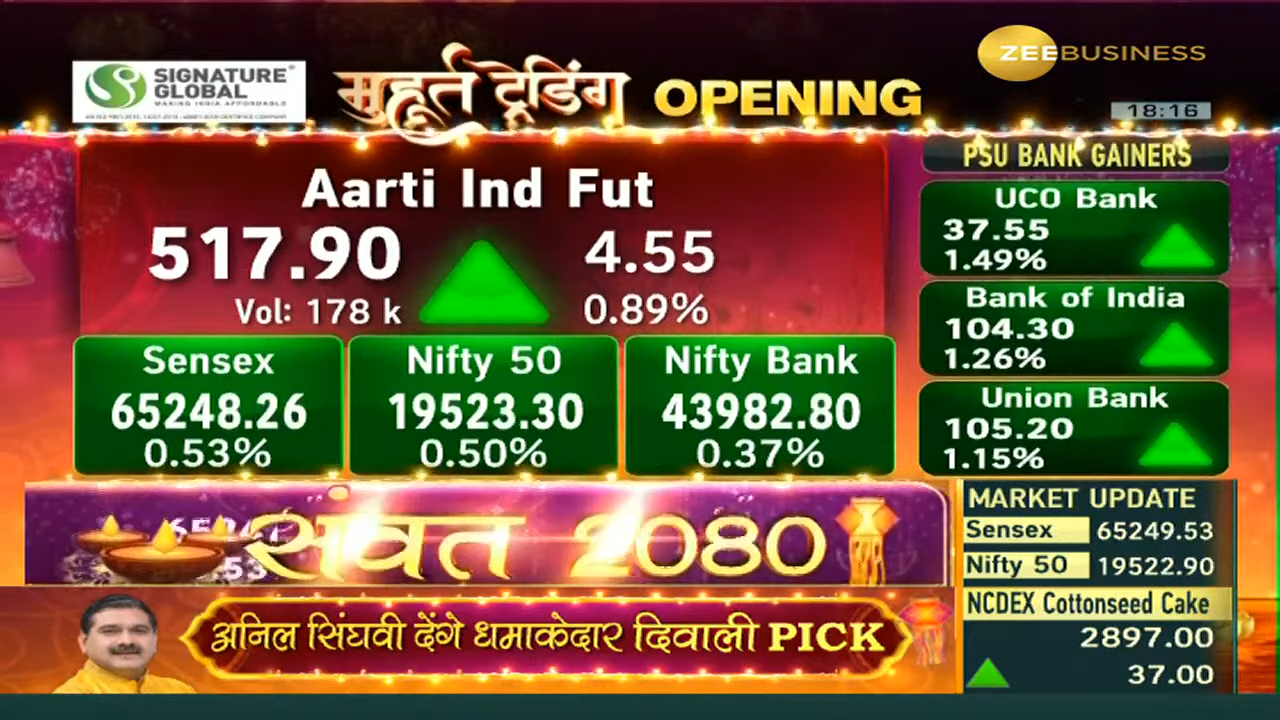 SIGNATURE
GLOBAL
MAKING INDIA AFFORDABLE
मुहूर्त ट्रेडिंग OPENING
ZEEBUSINESS
18:16
Aarti Ind Fut
517.90
4.55
Vol: 178 k
0.89%
Sensex
65248.26
0.53%
Nifty 50
19523.30
0.50%
Nifty Bank
43982.80
0.37%
PSU BANK GAINERS
UCO Bank
37.55
1.49%
Bank of India
104.30
1.26%
Union Bank
105.20
1.15%
संवत 2080
MARKET UPDATE
Sensex 65249.53
Nifty 50 19522.90
NCDEX Cottonseed Cake
2897.00
37.00
अनिल सिंघवी देंगे धमाकेदार दिवाली PICK